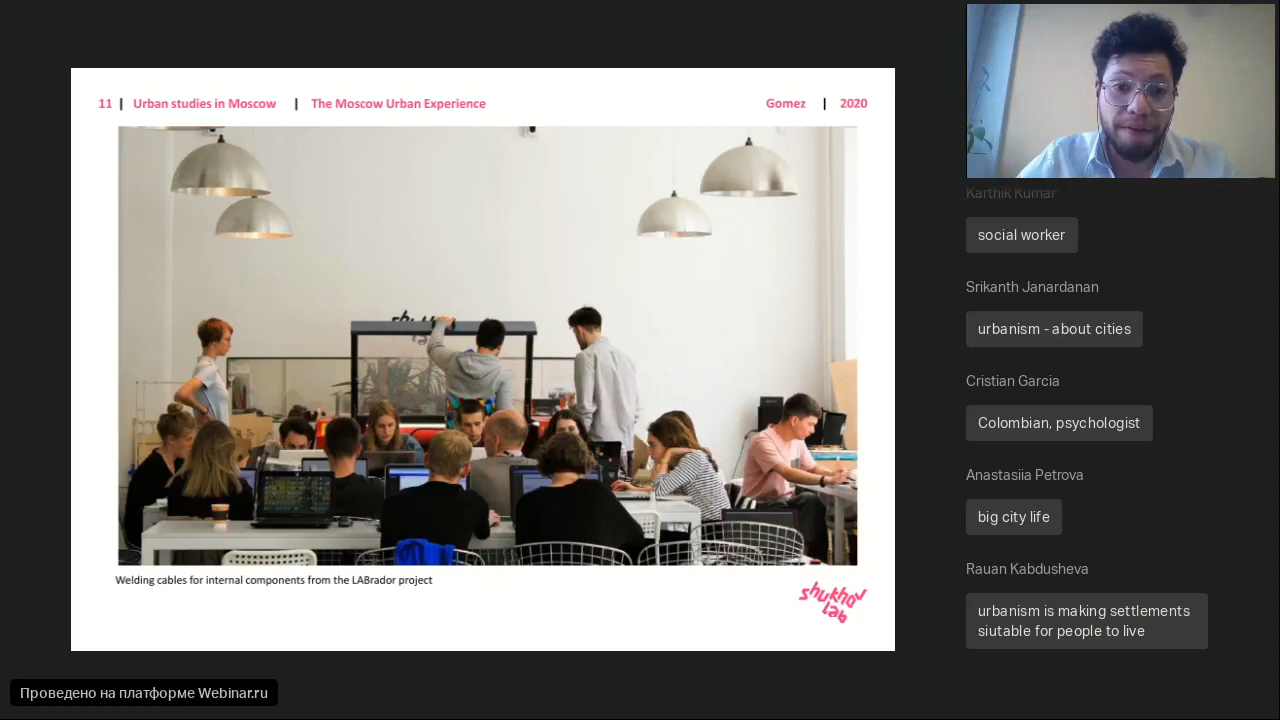 11 | Urban studies in Moscow | The Moscow Urban Experience Gomez | 2020
Welding cables for internal components from the LABrador project
shukhov
lab
Karthik Kumar
social worker
Srikanth Janardanan
urbanism - about cities
Cristian Garcia
Colombian, psychologist
Anastasiia Petrova
big city life
Rauan Kabdusheva
urbanism is making settlements
siutable for people to live
Проведено на платформе Webinar.ru